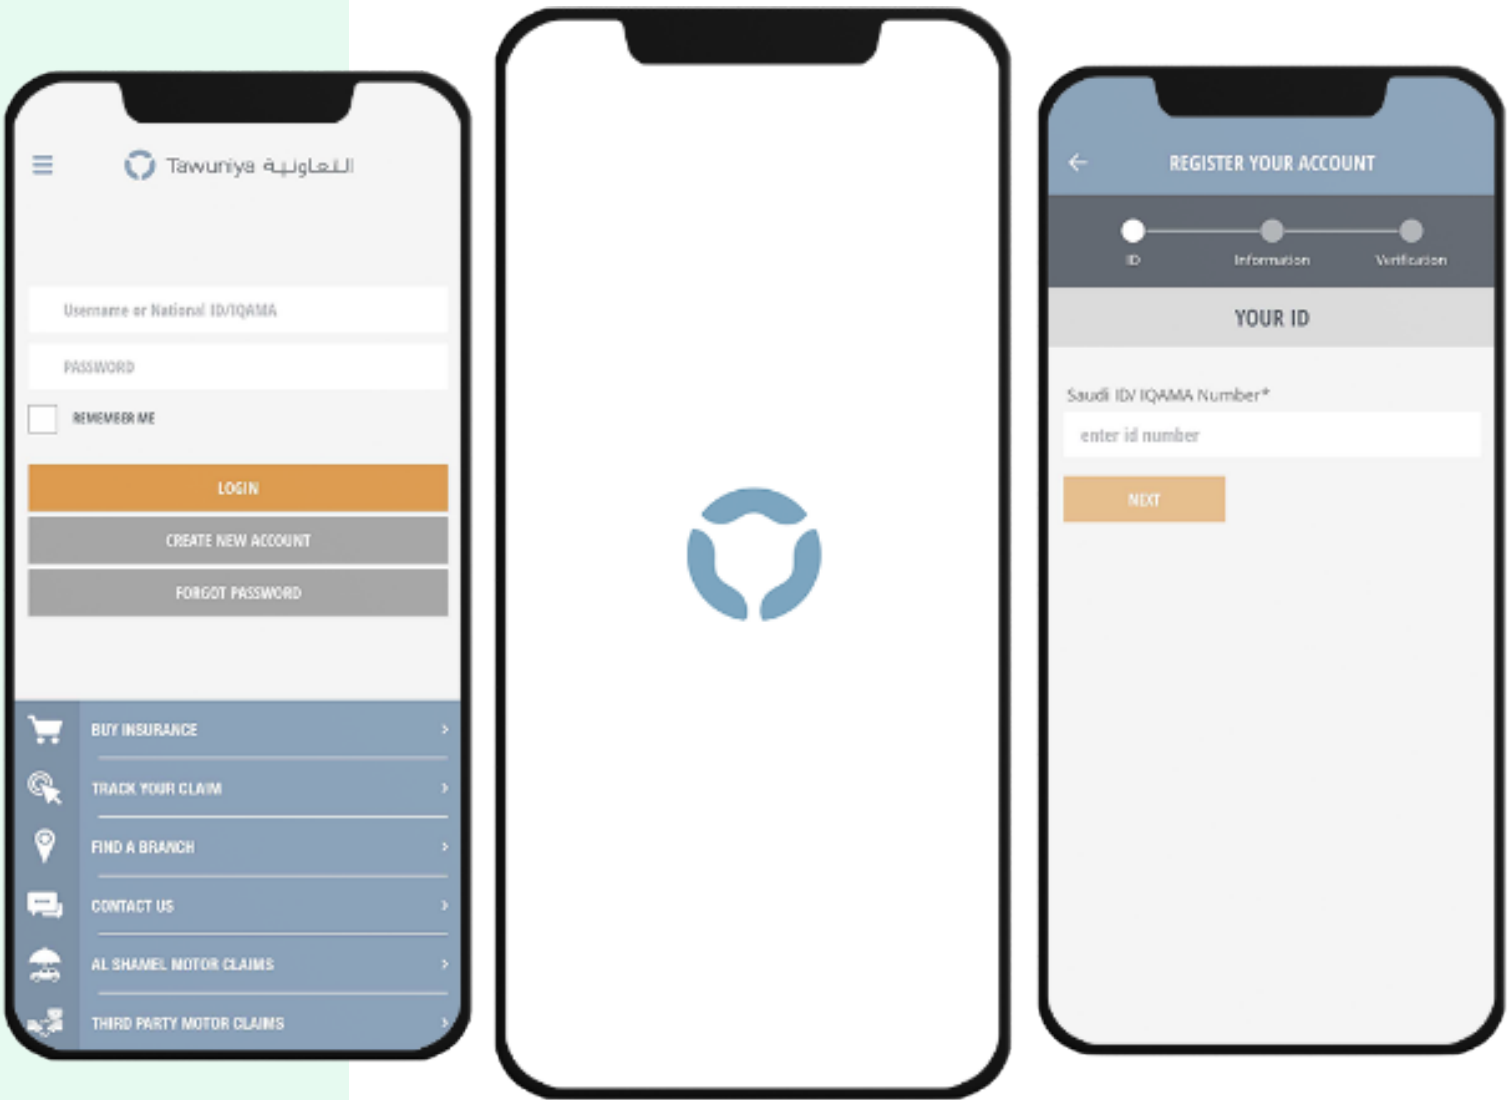 Tawuniya التعاونية
Username or National ID/IQAMA
PASSWORD
REMEMBER ME
LOGIN
CREATE NEW ACCOUNT
FORGOT PASSWORD
BUY INSURANCE
TRACK YOUR CLAIM
FIND A BRANCH
CONTACT US
AL SHAMEL MOTOR CLAIMS
THIRD PARTY MOTOR CLAIMS
REGISTER YOUR ACCOUNT
ID Information Verification
YOUR ID
Saudi ID/ IQAMA Number*
enter id number
NEXT